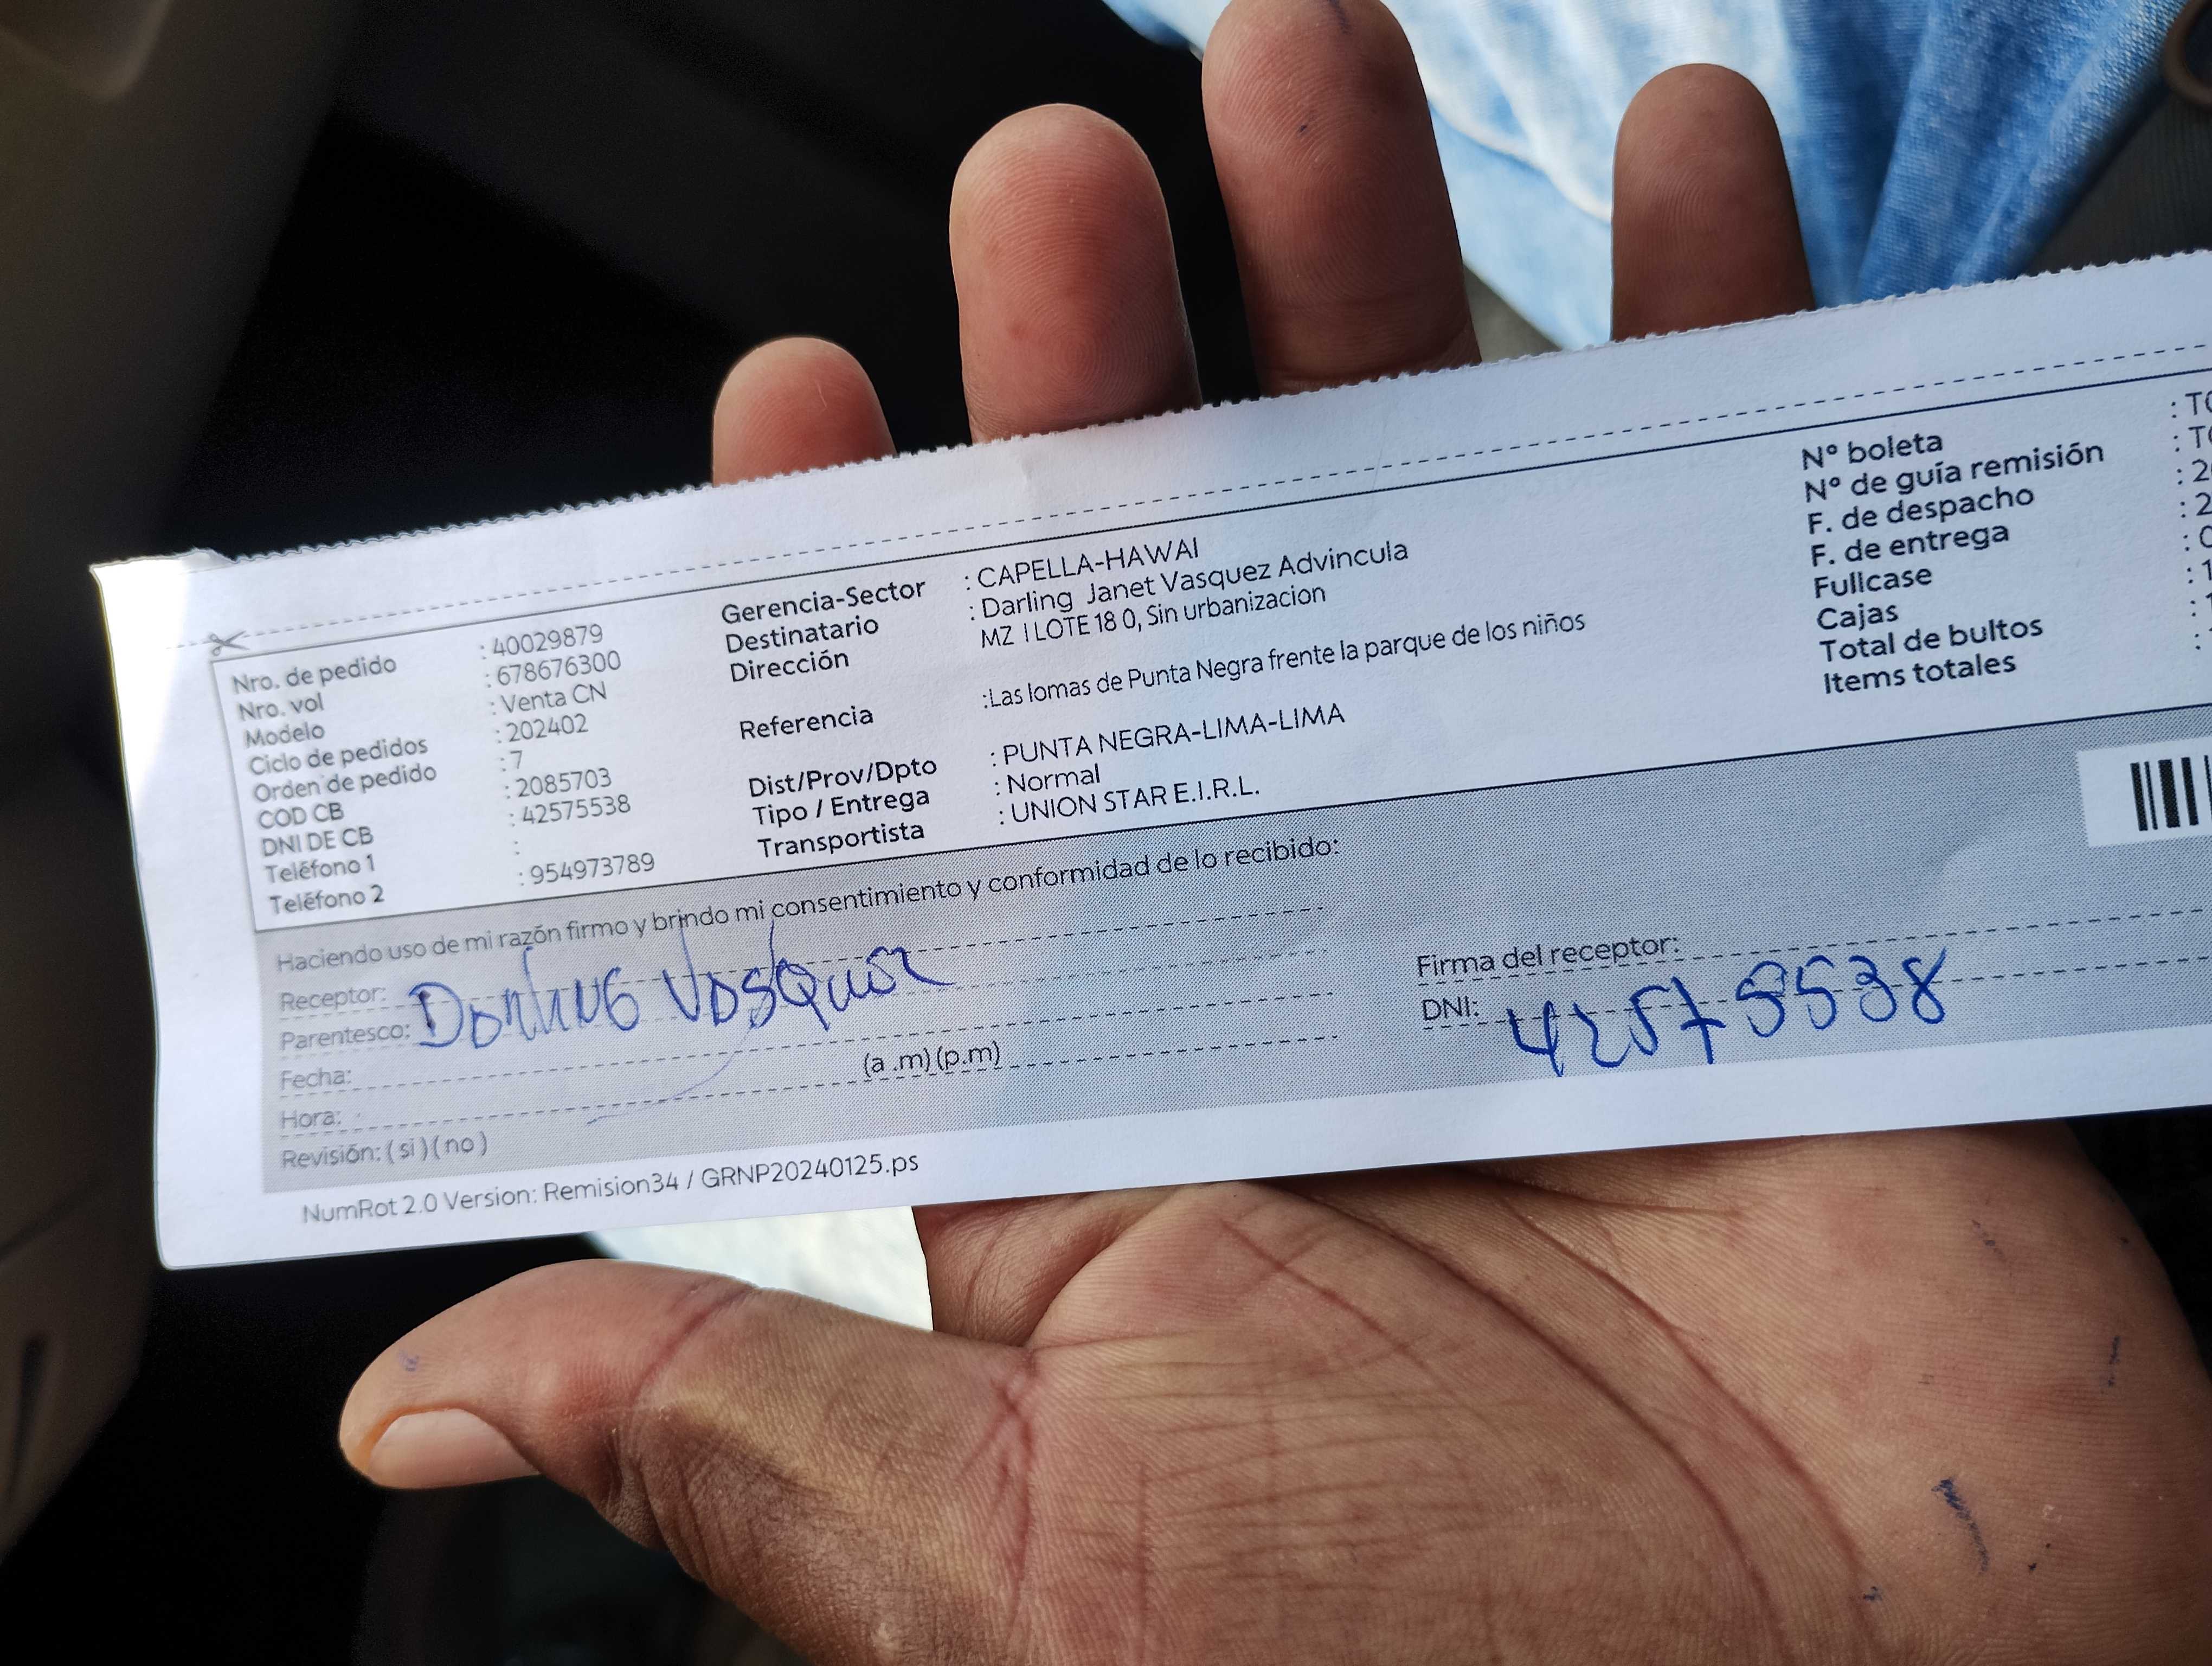 Nro. de pedido : 40029879
Nro. vol : 678676300
Modelo : Venta CN
Ciclo de pedidos : 202402
Orden de pedido : 7
COD CB : 2085703
DNI DE CB : 42575538
Teléfono 1 :
Teléfono 2 : 954973789
Gerencia-Sector : CAPELLA-HAWAI
Destinatario : Darling Janet Vasquez Advincula
Dirección MZ I LOTE 18 0, Sin urbanizacion
Referencia :Las lomas de Punta Negra frente la parque de los niños
Dist/Prov/Dpto : PUNTA NEGRA-LIMA-LIMA
Tipo / Entrega : Normal
Transportista : UNION STAR E.I.R.L.
N° boleta :
N° de guía remisión :
F. de despacho :
F. de entrega :
Fullcase :
Cajas :
Total de bultos :
Items totales :
Haciendo uso de mi razón firmo y brindo mi consentimiento y conformidad de lo recibido:
Receptor:
Parentesco:
Fecha:
Hora: (a .m) (p.m)
Revisión: ( si ) ( no )
Firma del receptor:
DNI: 42575538
NumRot 2.0 Version: Remision34 / GRNP20240125.ps